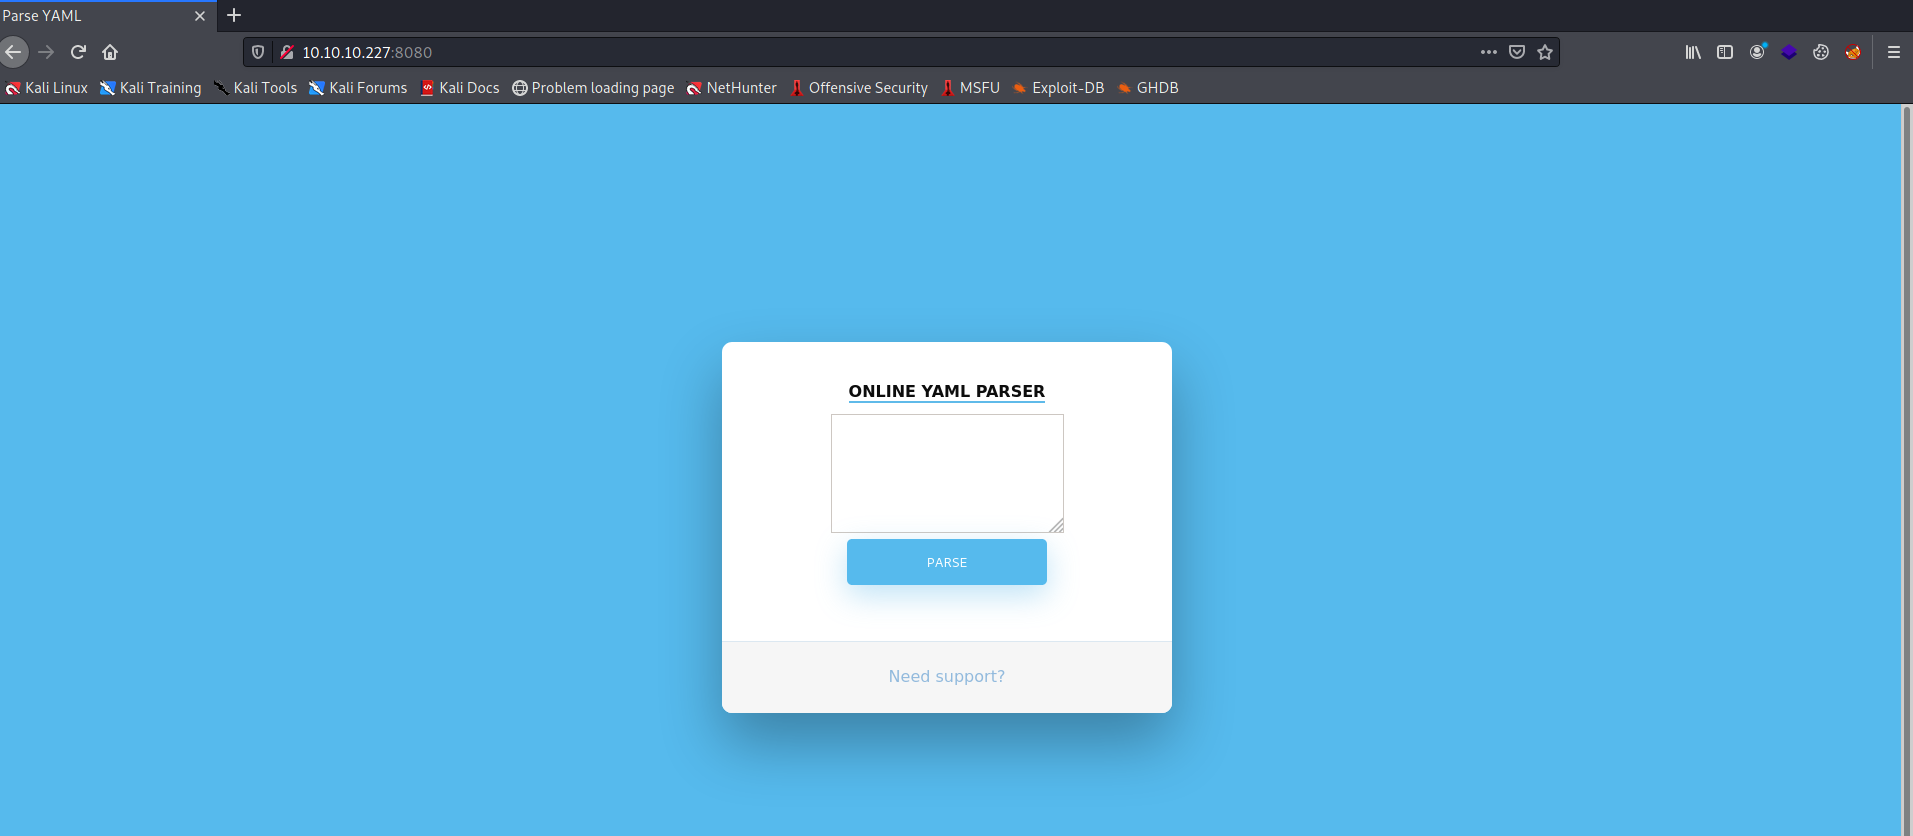 Parse YAML
10.10.10.227:8080
Kali Linux Kali Training Kali Tools Kali Forums Kali Docs Problem loading page NetHunter Offensive Security MSFU Exploit-DB GHDB
ONLINE YAML PARSER
PARSE
Need support?